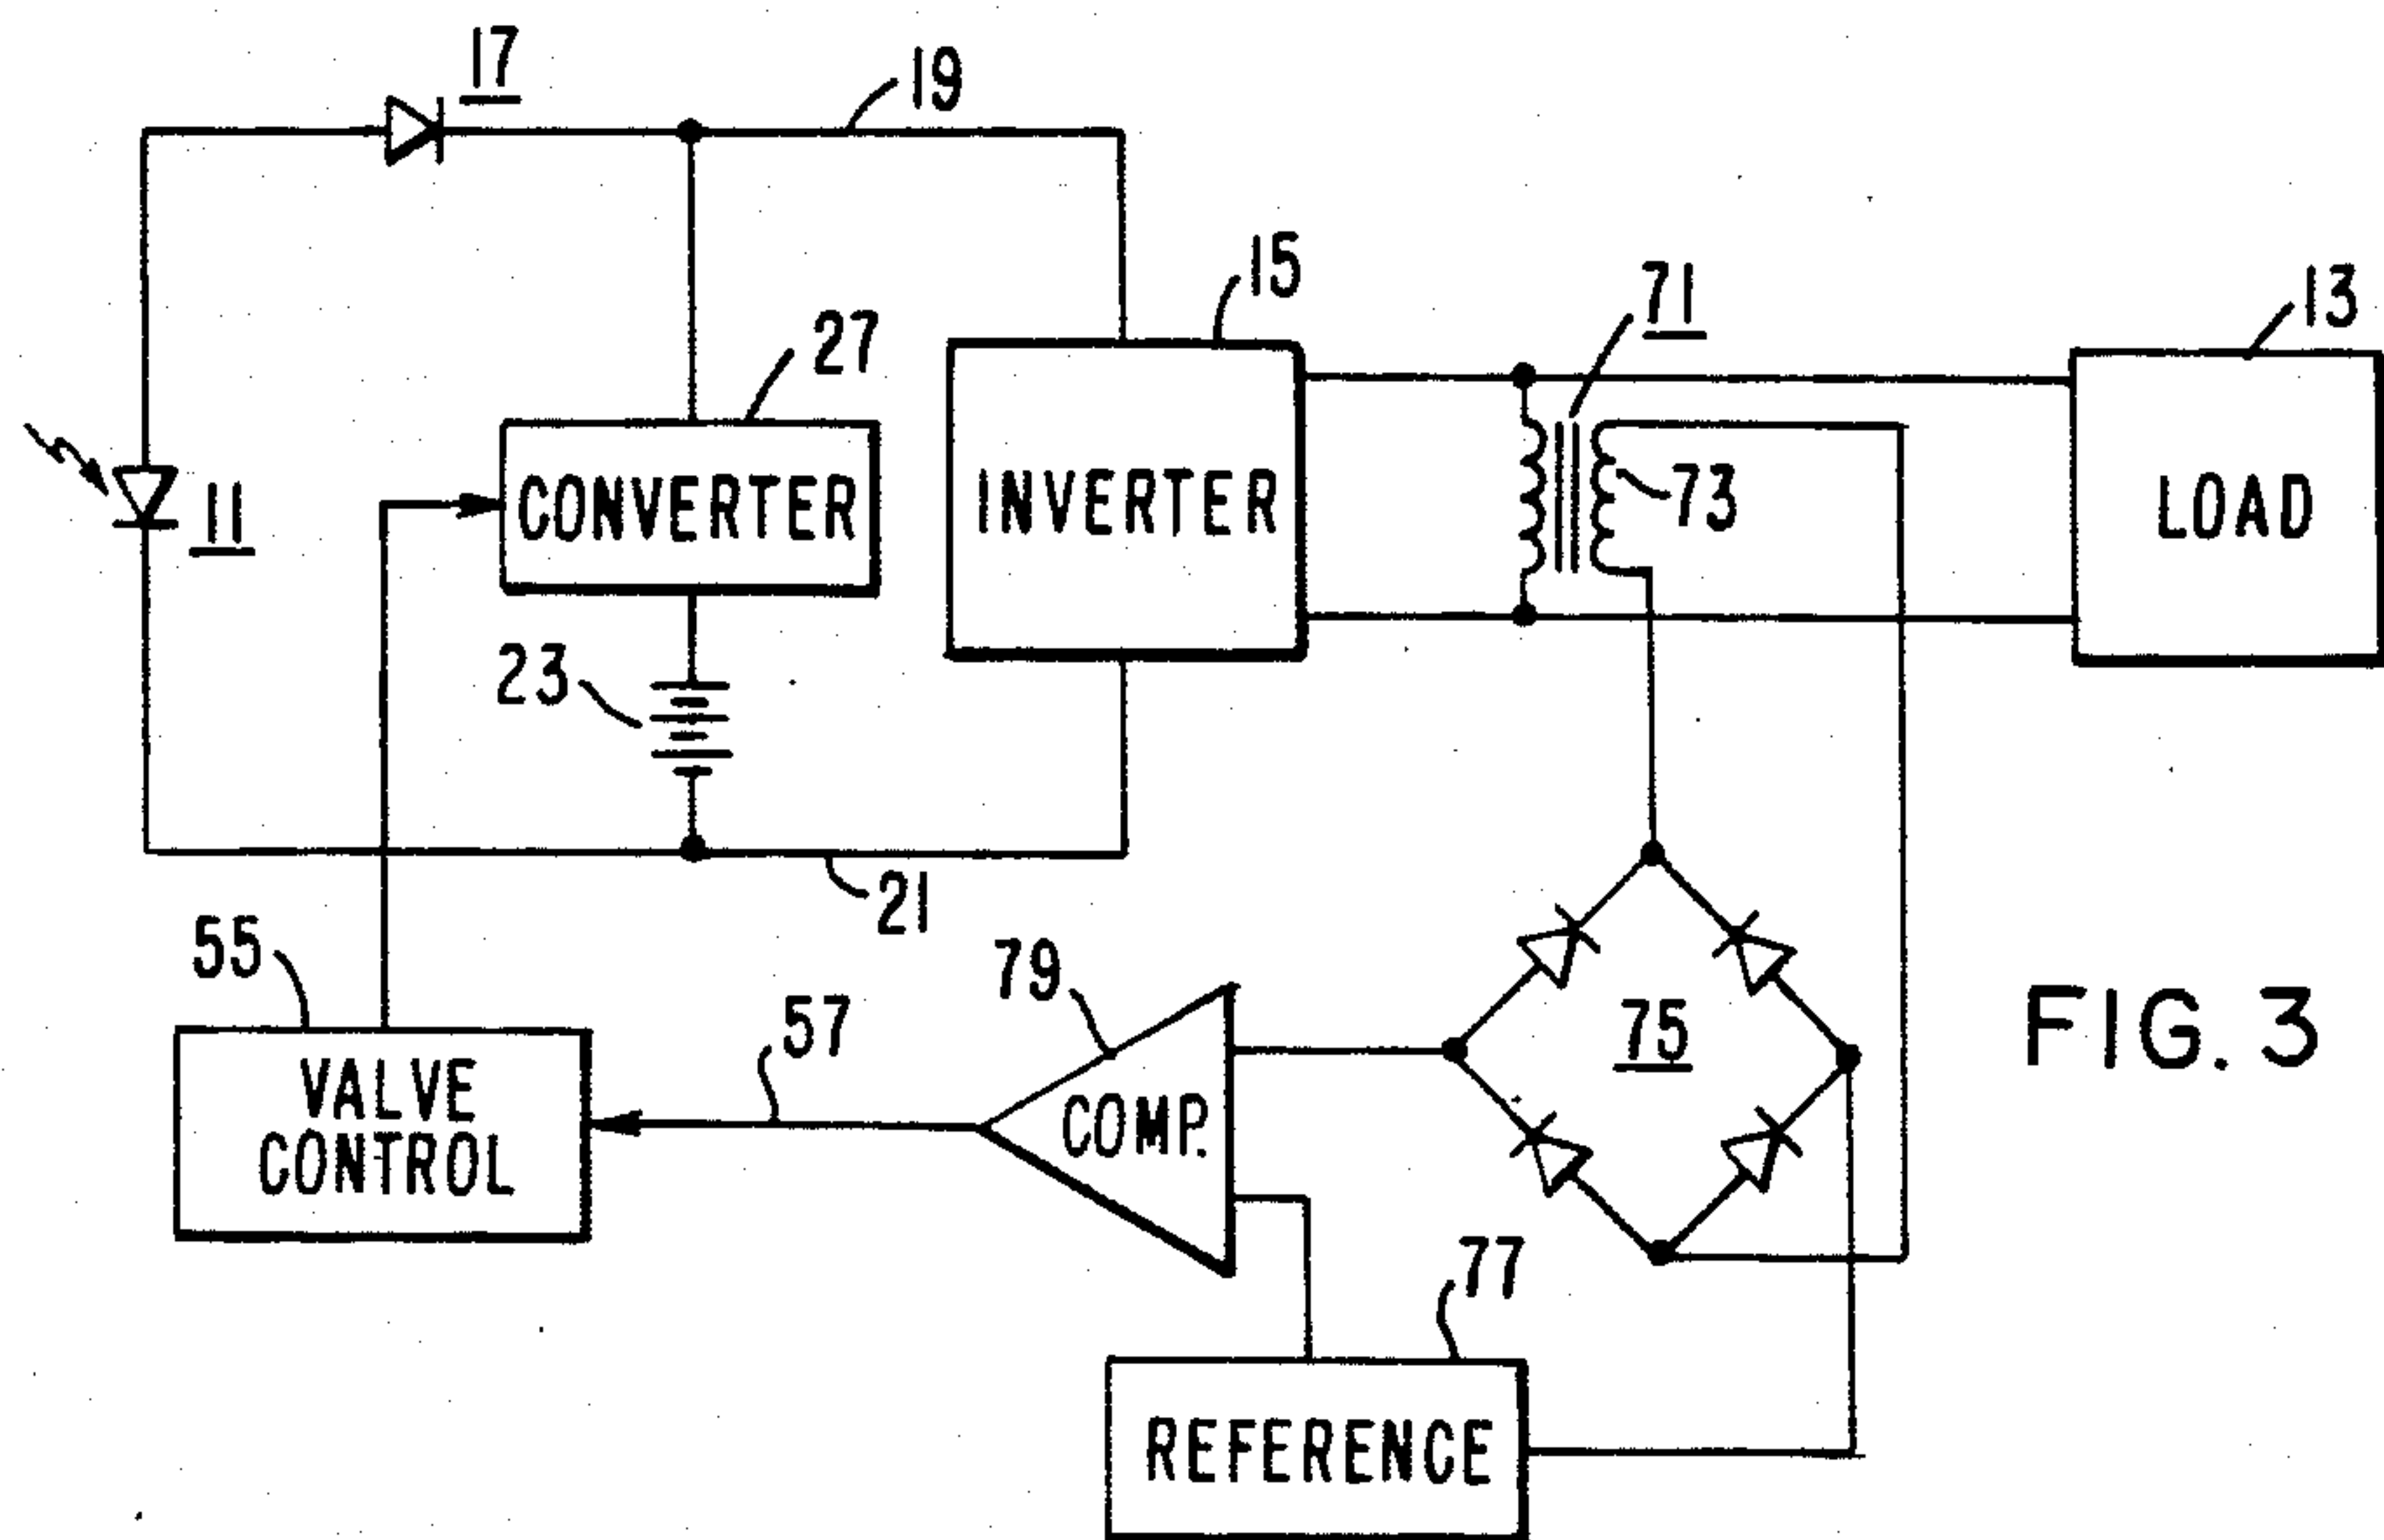 17
19
15
71
13
27
CONVERTER
INVERTER
73
LOAD
11
23
21
55
79
57
75
FIG. 3
VALVE
CONTROL
COMP.
77
REFERENCE